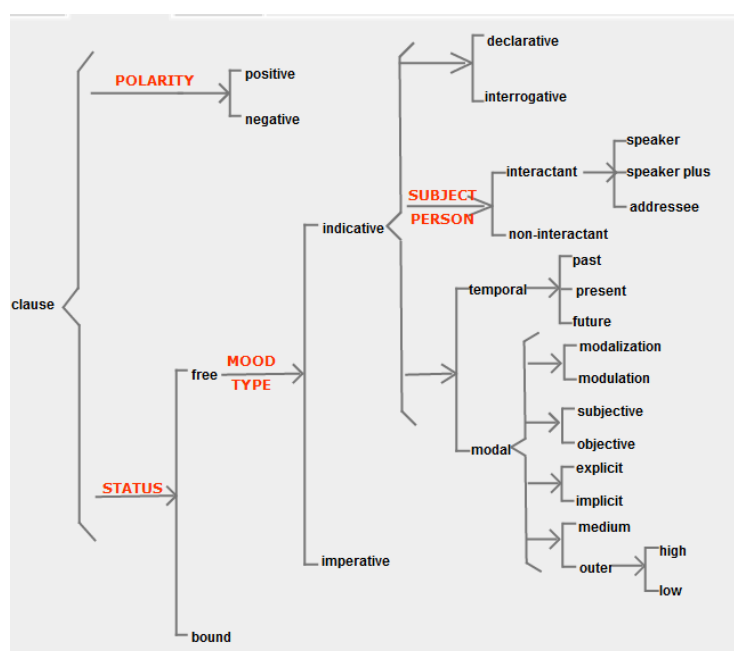 declarative
POLARITY
positive
negative
interrogative
speaker
interactant
speaker plus
SUBJECT
PERSON
addressee
indicative
non-interactant
past
clause
temporal
present
future
modalization
MOOD
free
TYPE
modulation
subjective
modal
objective
explicit
STATUS
implicit
medium
high
imperative
outer
low
bound